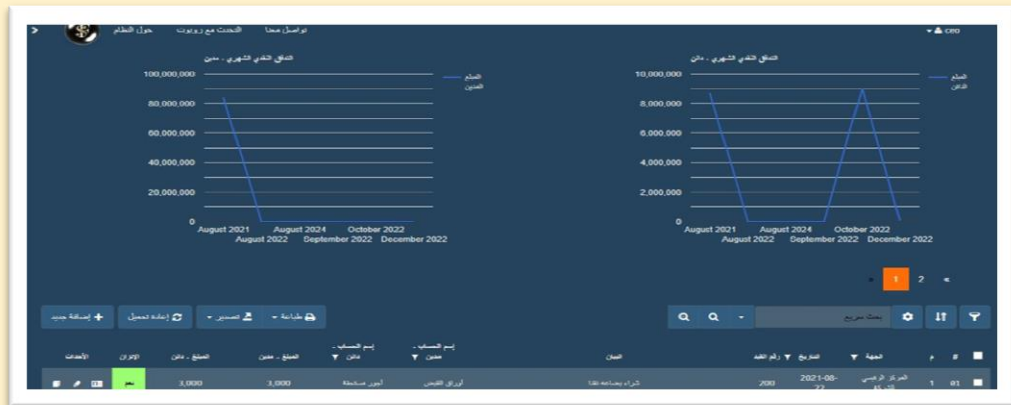 ceo
تواصل معنا
التحدث مع روبوت
حول النظام
التدفق النقدي الشهري . دائن
المبلغ
الدائن
10,000,000
8,000,000
6,000,000
4,000,000
2,000,000
0
August 2021 August 2024 October 2022
August 2022 September 2022 December 2022
التدفق النقدي الشهري . مدين
المبلغ
المدين
100,000,000
80,000,000
60,000,000
40,000,000
20,000,000
0
August 2021 August 2024 October 2022
August 2022 September 2022 December 2022
« 1 2 »
بحث سريع
طباعة
تصدير
إعادة تحميل
إضافة جديد
# م الجهة التاريخ رقم القيد البيان إسم الحساب . مدين إسم الحساب . دائن المبلغ . مدين المبلغ . دائن الإتزان الأحداث
01 1 المركز الرئيسي 2021-08-22 200 شراء بضاعه نقدا أوراق القبض أجور مستحقة 3,000 3,000 نعم